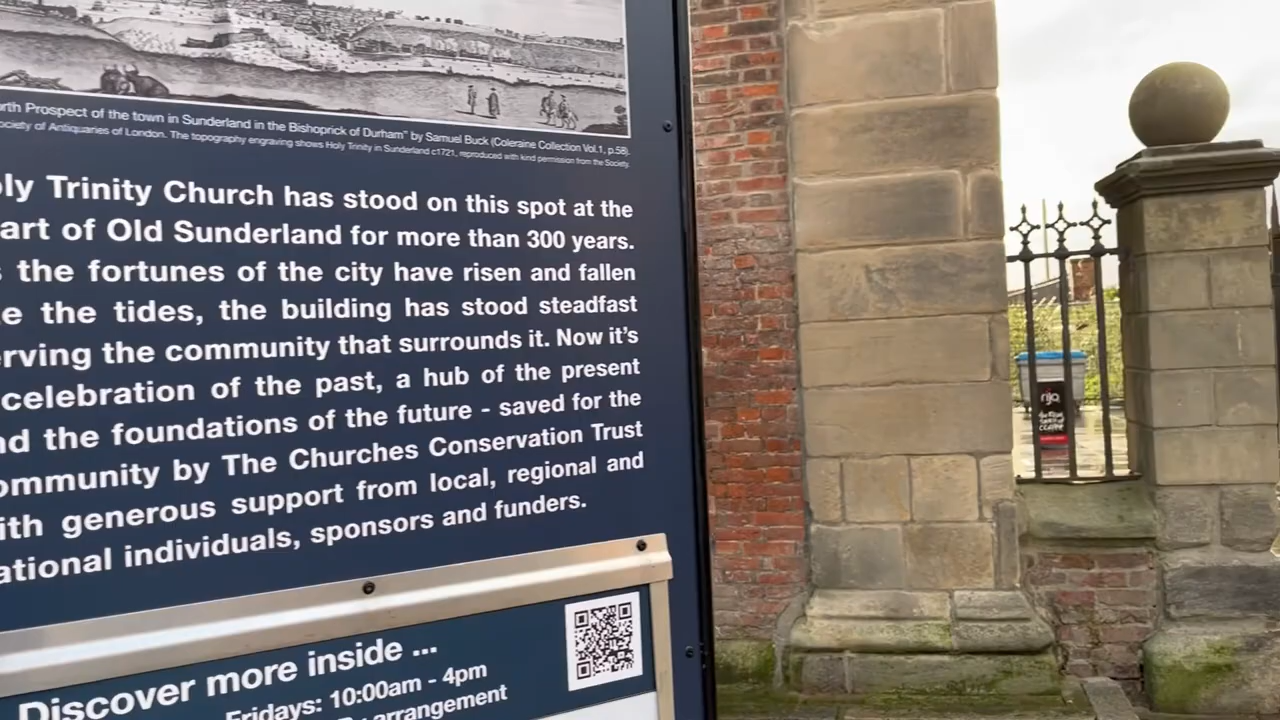 rth Prospect of the town in Sunderland in the Bishoprick of Durham" by Samuel Buck (Coleraine Collection Vol.1, p.58).
ociety of Antiquaries of London. The topography engraving shows Holy Trinity in Sunderland c1721, reproduced with kind permission from the Society.
oly Trinity Church has stood on this spot at the
art of Old Sunderland for more than 300 years.
s the fortunes of the city have risen and fallen
e the tides, the building has stood steadfast
erving the community that surrounds it. Now it's
celebration of the past, a hub of the present
nd the foundations of the future - saved for the
ommunity by The Churches Conservation Trust
ith generous support from local, regional and
ational individuals, sponsors and funders.
Discover more inside ...
Fridays: 10:00am - 4pm
By arrangement
rija